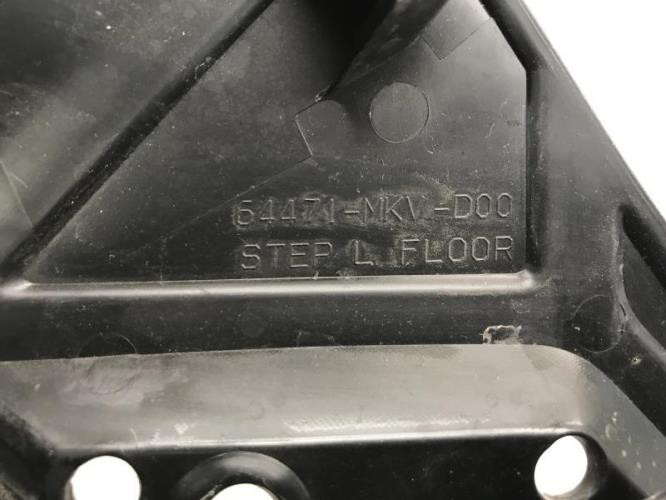 64471-MKV-D00
STEP L, FLOOR